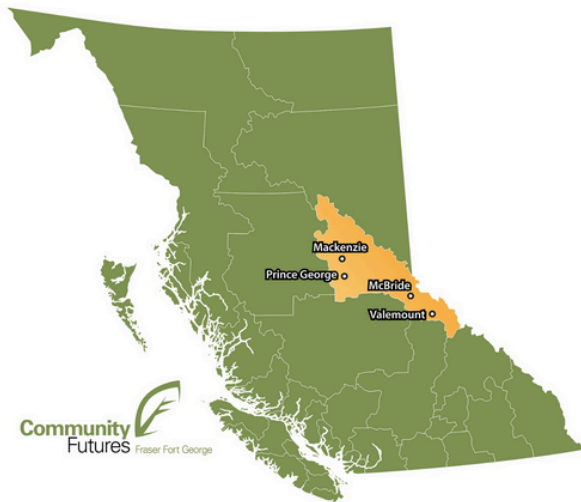 Mackenzie
Prince George
McBride
Valemount
Community
Futures Fraser Fort George